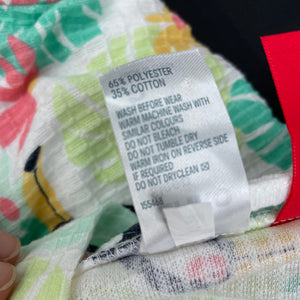 65% POLYESTER
35% COTTON
WASH BEFORE WEAR
WARM MACHINE WASH WITH
SIMILAR COLOURS
DO NOT BLEACH
DO NOT TUMBLE DRY
WARM IRON ON REVERSE SIDE
IF REQUIRED
DO NOT DRYCLEAN
155468